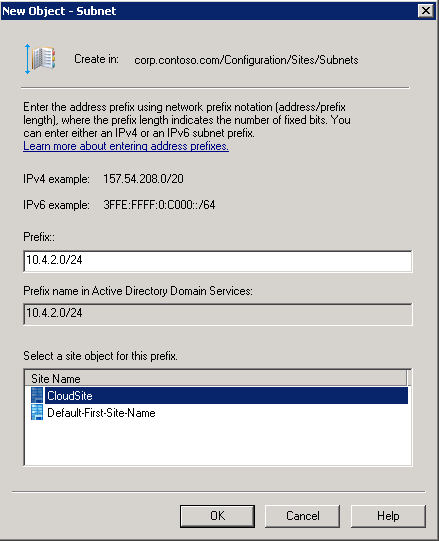 New Object - Subnet
Create in: corp.contoso.com/Configuration/Sites/Subnets
Enter the address prefix using network prefix notation (address/prefix
length), where the prefix length indicates the number of fixed bits. You
can enter either an IPv4 or an IPv6 subnet prefix.
Learn more about entering address prefixes.
IPv4 example: 157.54.208.0/20
IPv6 example: 3FFE:FFFF:0:C000::/64
Prefix::
10.4.2.0/24
Prefix name in Active Directory Domain Services:
10.4.2.0/24
Select a site object for this prefix.
Site Name
CloudSite
Default-First-Site-Name
OK Cancel Help